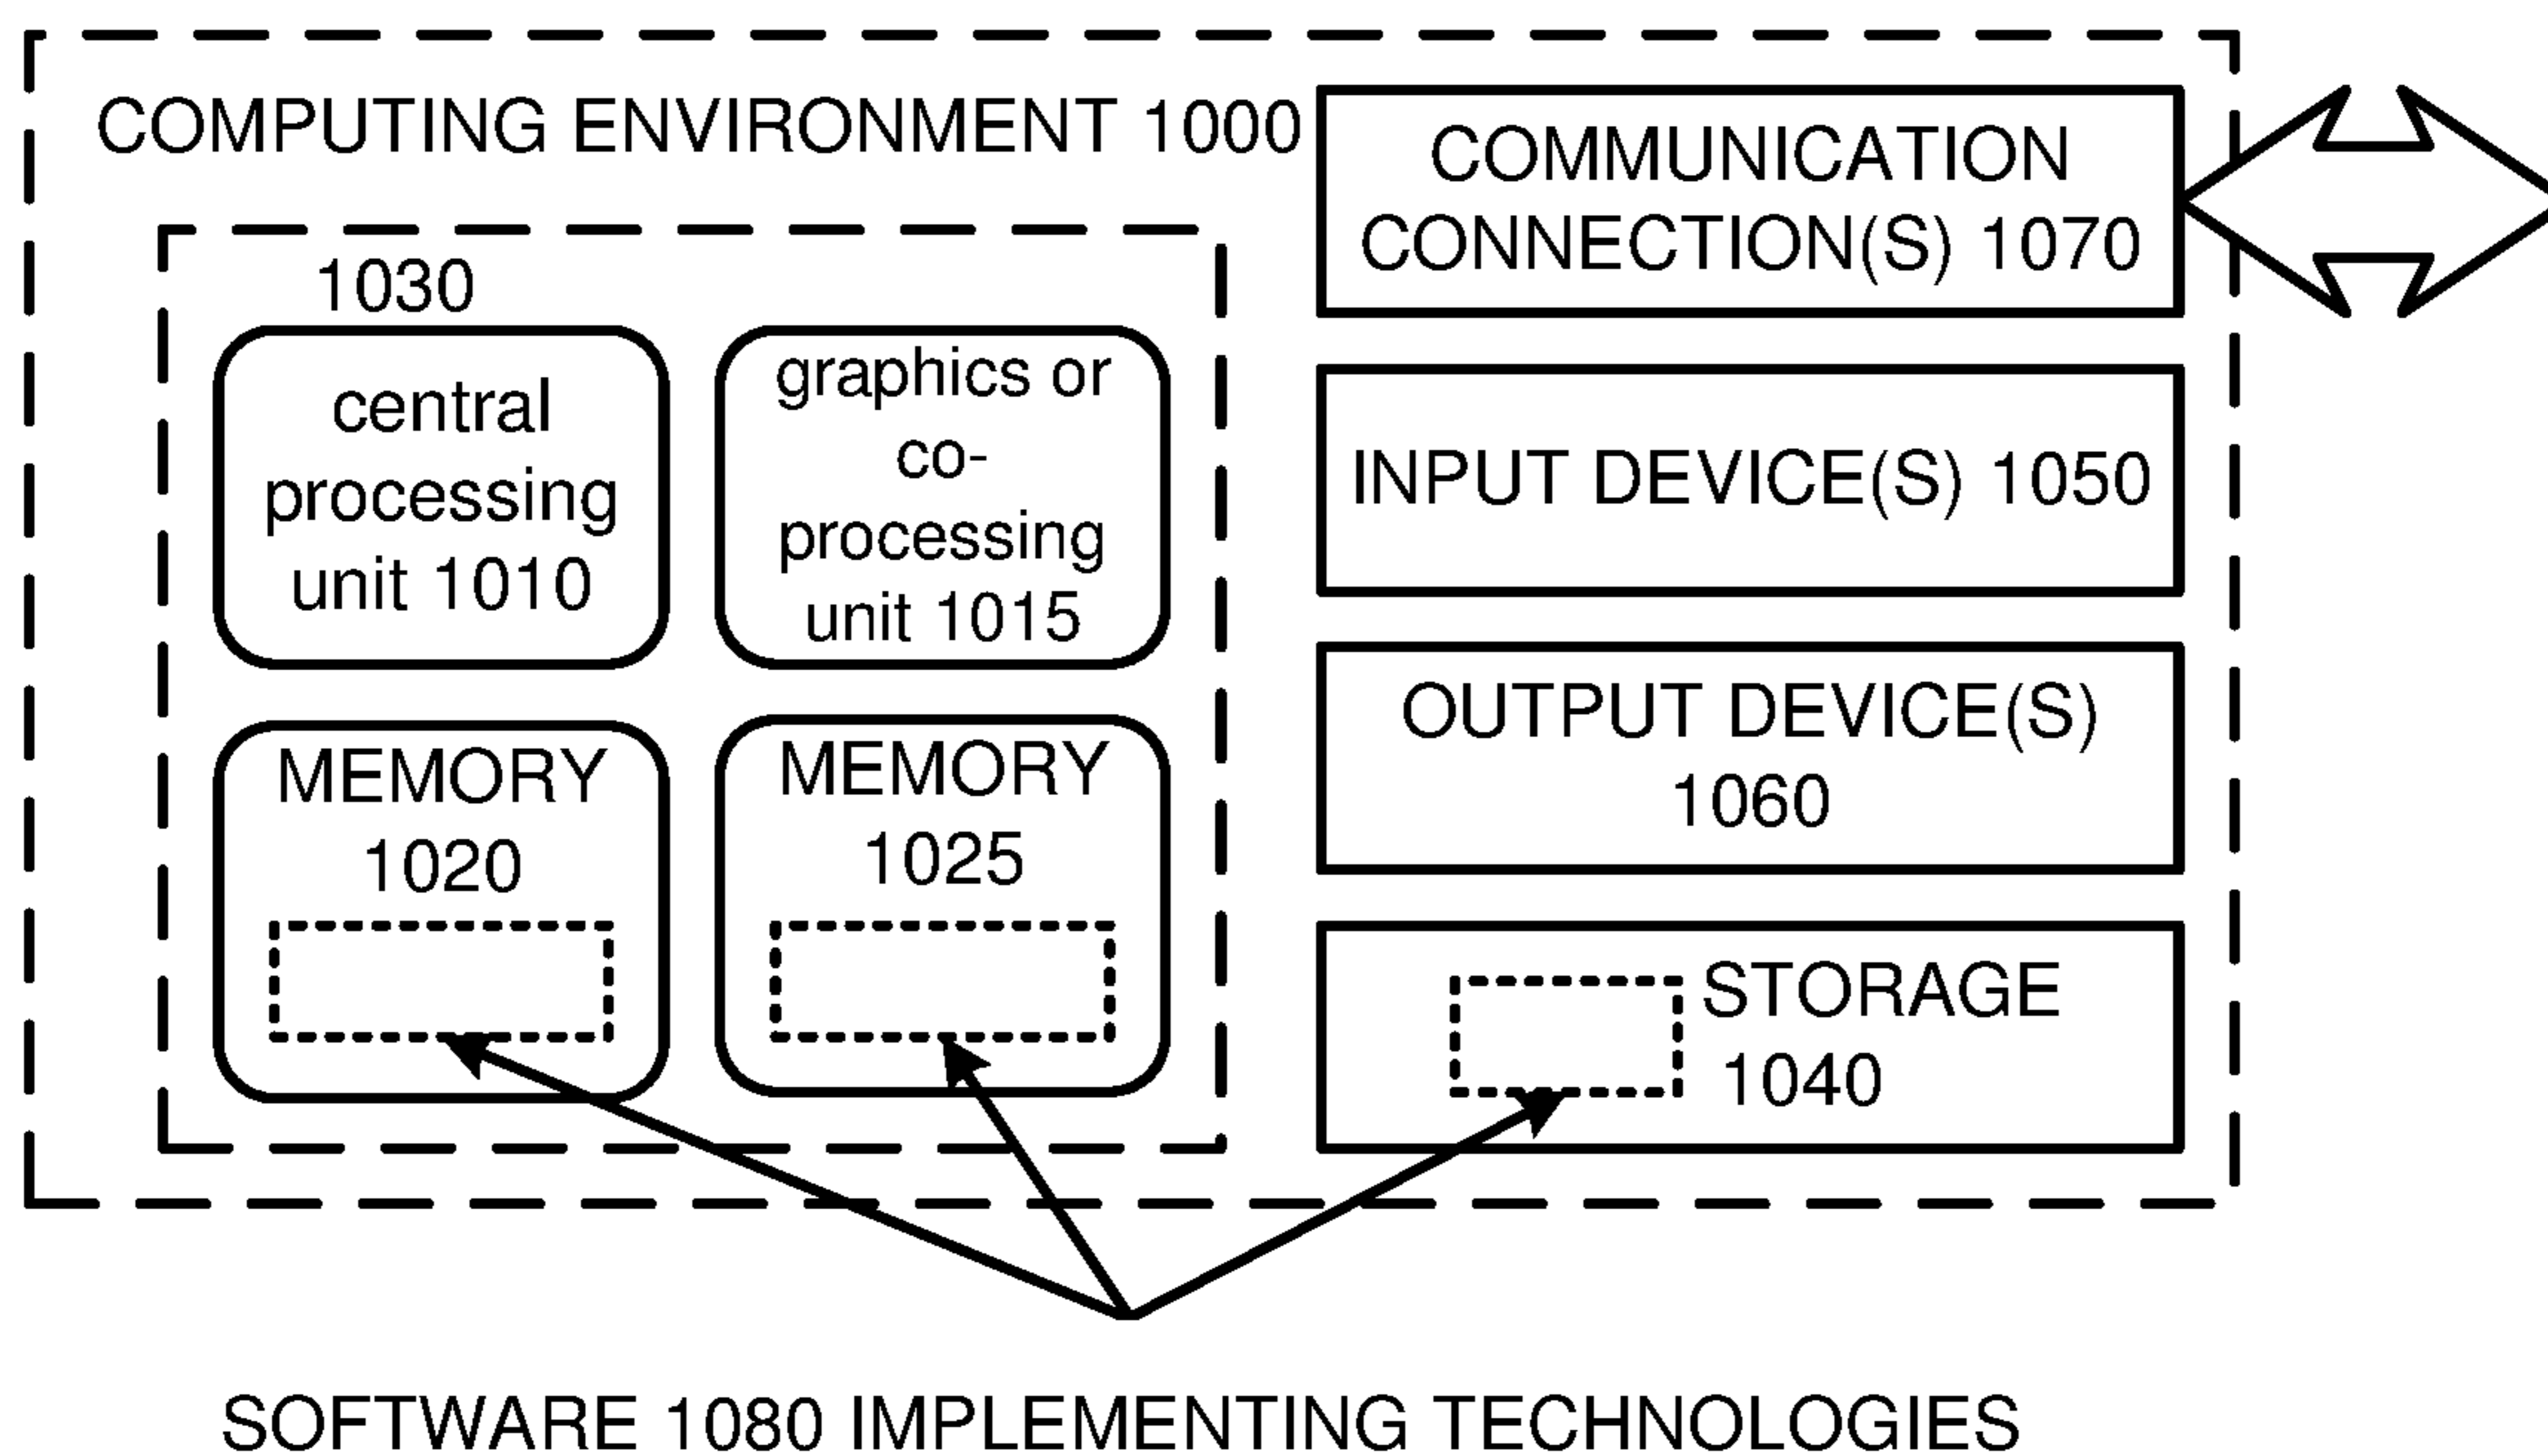 COMPUTING ENVIRONMENT 1000
COMMUNICATION
CONNECTION(S) 1070
1030
central
processing
unit 1010
graphics or
co-
processing
unit 1015
INPUT DEVICE(S) 1050
MEMORY
1020
MEMORY
1025
OUTPUT DEVICE(S)
1060
STORAGE
1040
SOFTWARE 1080 IMPLEMENTING TECHNOLOGIES